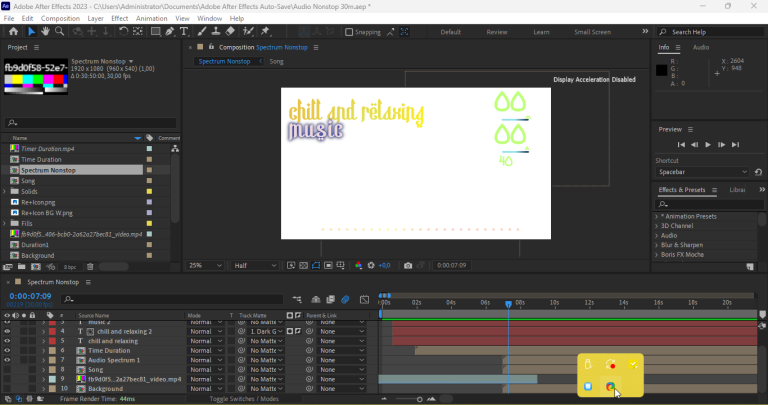 Adobe After Effects 2023 - C:\Users\Administrator\Documents\Adobe After Effects Auto-Save\Audio Nonstop 30m.aep *
File Edit Composition Layer Effect Animation View Window Help
Snapping Default Review Learn Small Screen Search Help
Project
fb9d0f58-52e7-
Spectrum Nonstop
1920 x 1080 (960 x 540) (1,00)
Δ 0:30:50:00, 30,00 fps
Name Comment
Timer Duration.mp4
Time Duration
Spectrum Nonstop
Song
Solids
Re+Icon.png
Re+Icon BG W.png
Fills
fb9d0f5...406-bcb0-2a62a27bec81_video.mp4
Duration1
Background
8 bpc
Composition Spectrum Nonstop
Spectrum Nonstop Song
Display Acceleration Disabled
chill and relaxing
music
00
00
40
25% Half +0,0 0:00:07:09
Info Audio
R :
G :
B :
A : 0
X : 2604
Y : 948
Preview
Shortcut
Spacebar
Effects & Presets Librar
* Animation Presets
3D Channel
Audio
Blur & Sharpen
Boris FX Mocha
Spectrum Nonstop
0:00:07:09
02s 04s 06s 08s 10s 12s 14s 16s 18s 20s
# Source Name Mode T Track Matte Parent & Link
3 music 2 Normal No Matte None
4 chill and relaxing 2 Normal 1. Dark G None
5 chill and relaxing Normal No Matte None
6 Time Duration Normal No Matte None
7 Audio Spectrum 1 Normal No Matte None
8 Song Normal No Matte None
9 fb9d0f5...2a27bec81_video.mp4 Normal No Matte None
10 Background Normal No Matte None
Frame Render Time: 44ms Toggle Switches / Modes